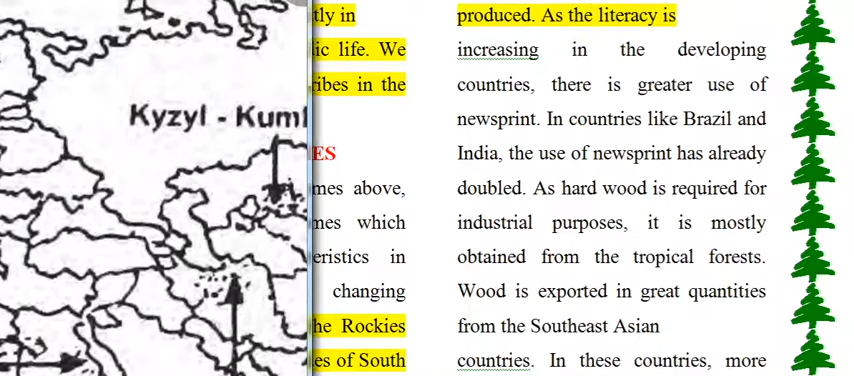 Kyzyl - Kum
tly in
ic life. We
ribes in the
ES
mes above,
mes which
eristics in
changing
he Rockies
es of South
produced. As the literacy is
increasing in the developing
countries, there is greater use of
newsprint. In countries like Brazil and
India, the use of newsprint has already
doubled. As hard wood is required for
industrial purposes, it is mostly
obtained from the tropical forests.
Wood is exported in great quantities
from the Southeast Asian
countries. In these countries, more